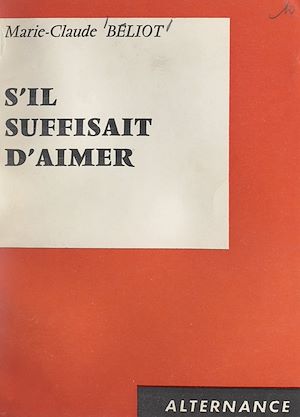 Marie-Claude BÉLIOT
S'IL
SUFFISAIT
D'AIMER
ALTERNANCE